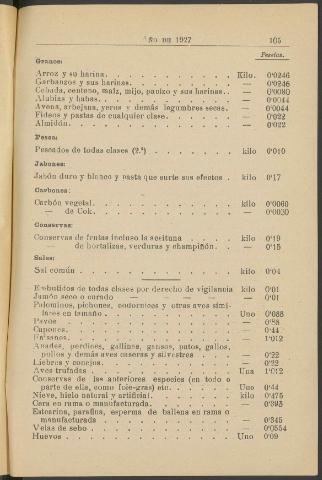 AÑO DE 1927 105
Pesetas.
Granos:
Arroz y su harina. Kilo. 0'0246
Garbanzos y sus harinas. — 0'0246
Cebada, centeno, maíz, mijo, panizo y sus harinas. — 0'0080
Alubias y habas. — 0'0044
Avena, arbejana, yeros y demás legumbres secas. — 0'0044
Fideos y pastas de cualquier clase. — 0'022
Almidón. — 0'022
Pesca:
Pescados de todas clases (2.ª) kilo 0'010
Jabones:
Jabón duro y blanco y pasta que surte sus efectos . kilo 0'17
Carbones:
Carbón vegetal. kilo 0'0060
— de Cok. — 0'0030
Conservas:
Conservas de frutas incluso la aceituna kilo 0'19
— de hortalizas, verduras y champiñón. — 0'15
Sales:
Sal común kilo 0'04
Embutidos de todas clases por derecho de vigilancia kilo 0'01
Jamón seco o curado — 0'01
Palominos, pichones, codornices y otras aves simi-
lares en tamaño. Uno 0'088
Pavos — 0'88
Capones. — 0'44
Faisanes. — 1'012
Anades, perdices, gallinas, gansos, patos, gallos,
pollos y demás aves caseras y silvestres — 0'22
Liebres y conejos. — 0'22
Aves trufadas Una 1'012
Conservas de las anteriores especies (en todo o
parte de ella, como foie-gras) etc. Uno 0'44
Nieve, hielo natural y artificial. kilo 0'475
Cera en rama o manufacturada. — 0'393
Estearina, parafina, esperma de ballena en rama o
manufacturada — 0'345
Velas de sebo — 0'0554
Huevos Uno 0'09